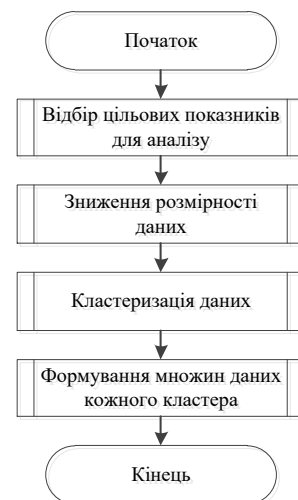 Початок
Відбір цільових показників
для аналізу
Зниження розмірності
даних
Кластеризація даних
Формування множин даних
кожного кластера
Кінець